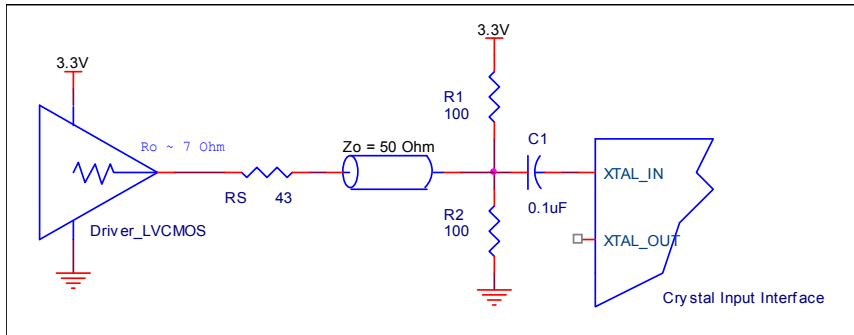 3.3V
3.3V
R1
100
Ro ~ 7 Ohm
Zo = 50 Ohm
C1
XTAL_IN
RS 43
0.1uF
R2
100
Driver_LVCMOS
XTAL_OUT
Crystal Input Interface